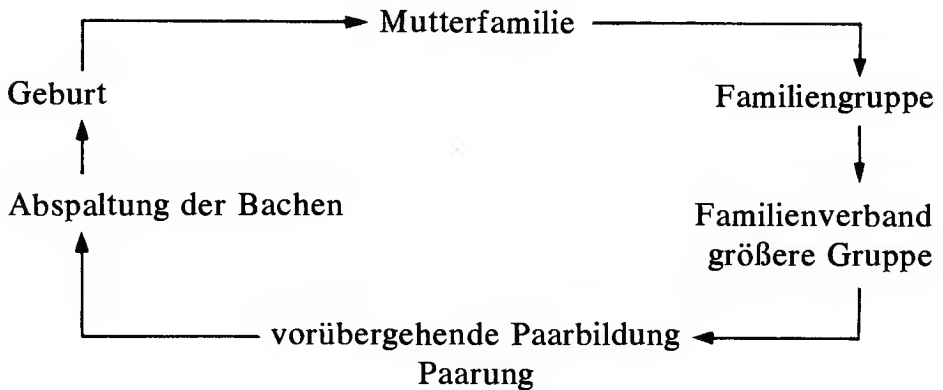 Mutterfamilie
Geburt
Familiengruppe
Abspaltung der Bachen
Familienverband
größere Gruppe
vorübergehende Paarbildung
Paarung